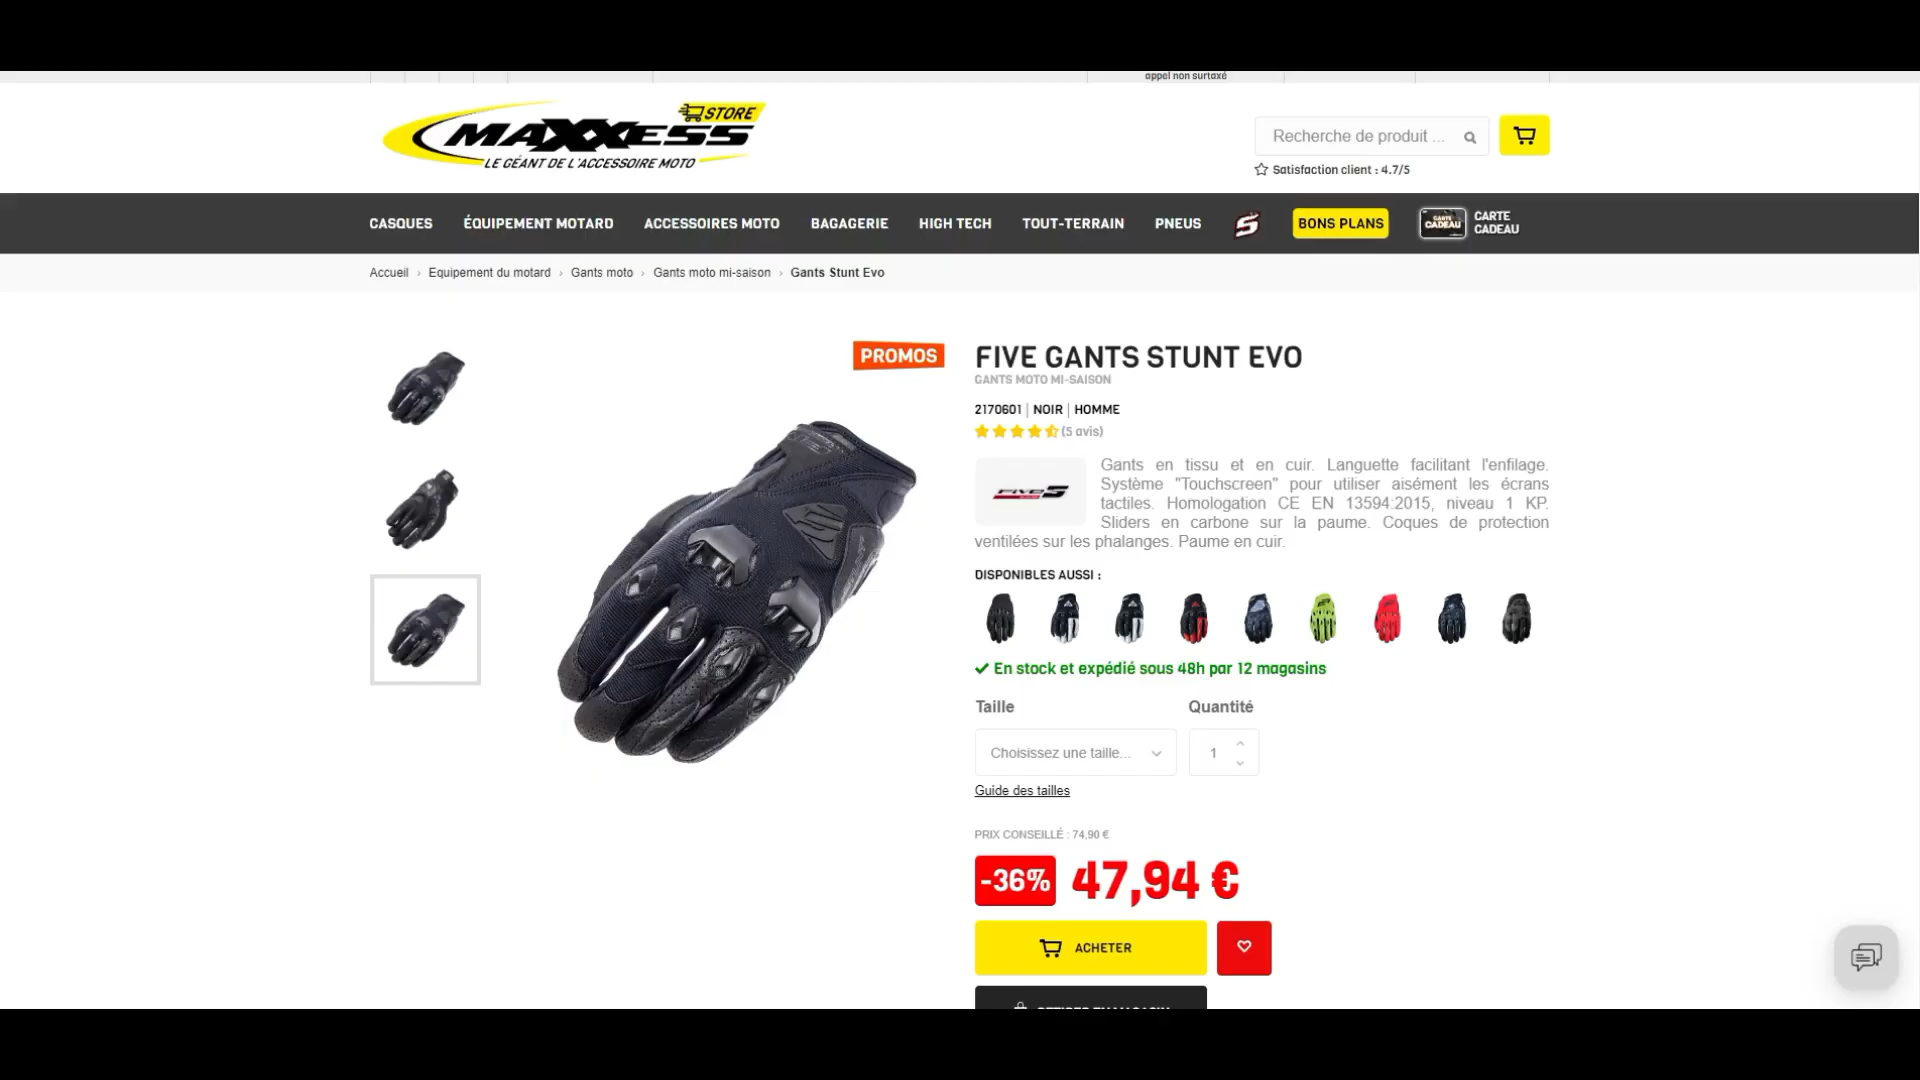 appel non surtaxé
STORE
MAXXESS
LE GÉANT DE L'ACCESSOIRE MOTO
Recherche de produit ...
Satisfaction client : 4.7/5
CASQUES ÉQUIPEMENT MOTARD ACCESSOIRES MOTO BAGAGERIE HIGH TECH TOUT-TERRAIN PNEUS S BONS PLANS CARTE CADEAU CARTE CADEAU
Accueil › Equipement du motard › Gants moto › Gants moto mi-saison › Gants Stunt Evo
PROMOS
FIVE GANTS STUNT EVO
GANTS MOTO MI-SAISON
2170601 | NOIR | HOMME
(5 avis)
FIVE
Gants en tissu et en cuir. Languette facilitant l'enfilage.
Système "Touchscreen" pour utiliser aisément les écrans
tactiles. Homologation CE EN 13594:2015, niveau 1 KP.
Sliders en carbone sur la paume. Coques de protection
ventilées sur les phalanges. Paume en cuir.
DISPONIBLES AUSSI :
En stock et expédié sous 48h par 12 magasins
Taille Quantité
Choisissez une taille... 1
Guide des tailles
PRIX CONSEILLÉ : 74,90 €
-36% 47,94 €
ACHETER